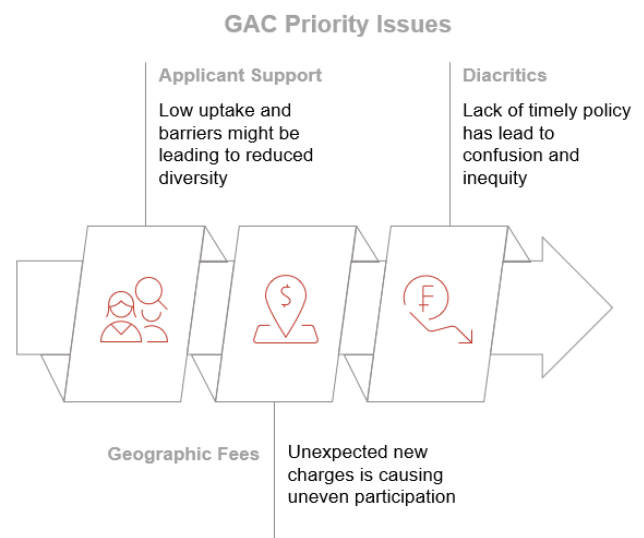 GAC Priority Issues
Applicant Support
Low uptake and
barriers might be
leading to reduced
diversity
Diacritics
Lack of timely policy
has lead to
confusion and
inequity
$
₣
Geographic Fees
Unexpected new
charges is causing
uneven participation